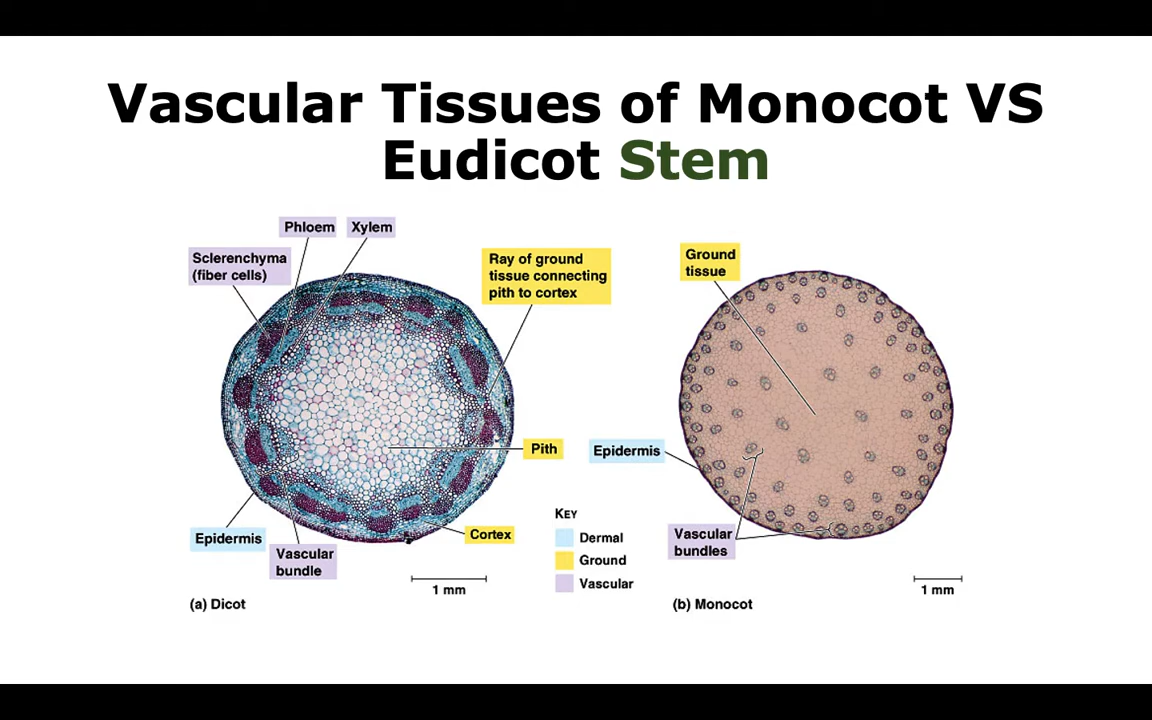 Vascular Tissues of Monocot VS
Eudicot Stem
Phloem
Xylem
Sclerenchyma
(fiber cells)
Ray of ground
tissue connecting
pith to cortex
Ground
tissue
Pith
Epidermis
Epidermis
Vascular
bundle
Cortex
KEY
Dermal
Ground
Vascular
Vascular
bundles
1 mm
1 mm
(a) Dicot
(b) Monocot